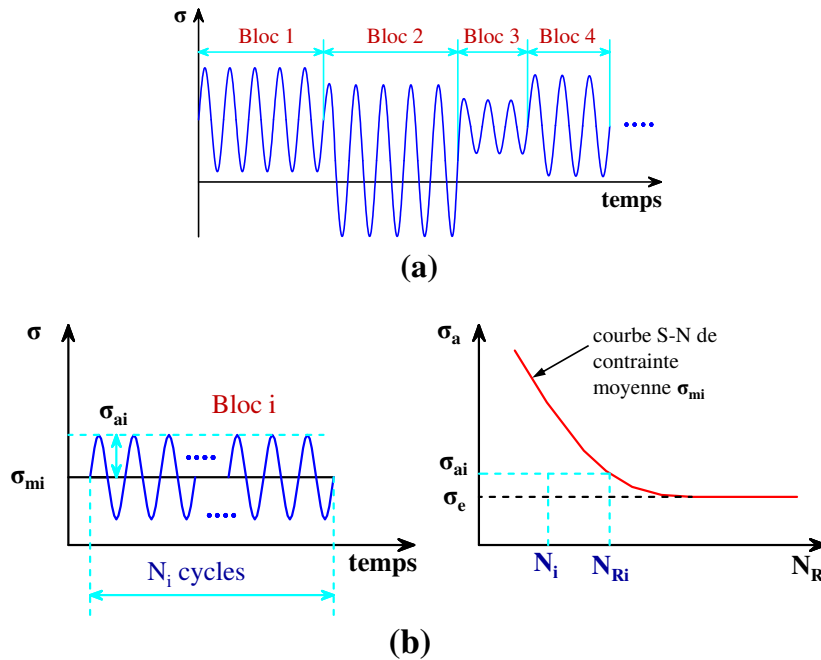 σ
Bloc 1
Bloc 2
Bloc 3
Bloc 4
temps
(a)
σ
σai
Bloc i
σmi
temps
Ni cycles
σa
courbe S-N de
contrainte
moyenne σmi
σai
σe
Ni
NRi
NR
(b)